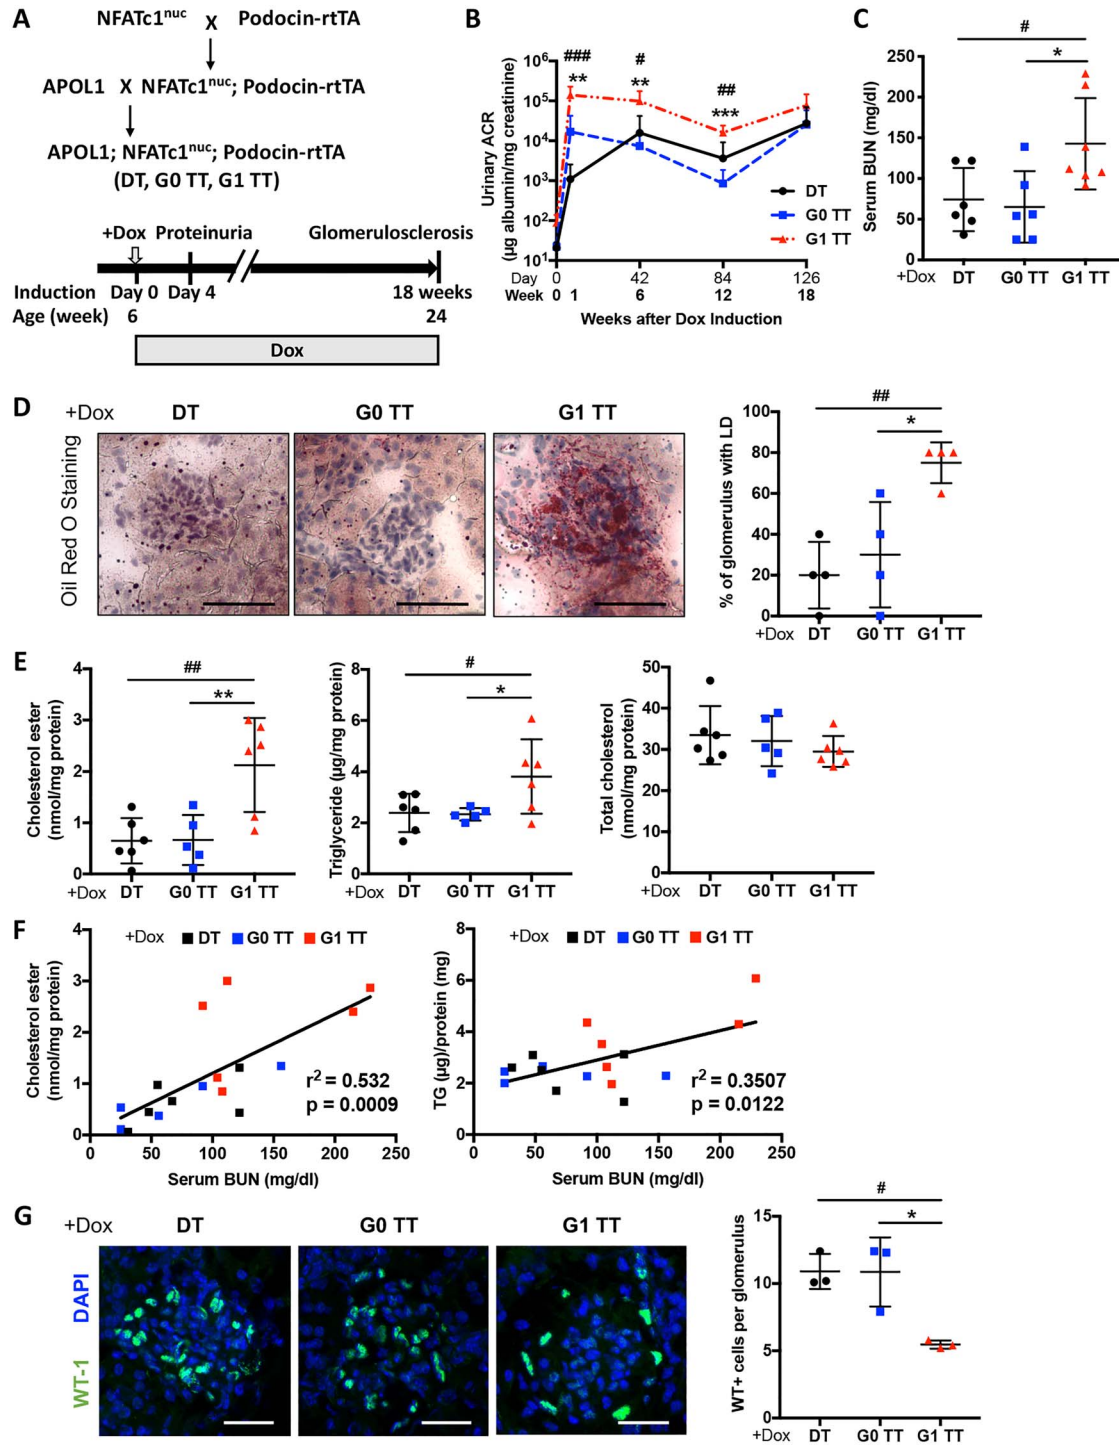 A
NFATc1nuc X Podocin-rtTA
APOL1 X NFATc1nuc; Podocin-rtTA
APOL1; NFATc1nuc; Podocin-rtTA
(DT, G0 TT, G1 TT)
+Dox Proteinuria Glomerulosclerosis
Induction Day 0 Day 4 18 weeks
Age (week) 6 24
Dox
B
Urinary ACR
(µg albumin/mg creatinine)
10^6
10^5
10^4
10^3
10^2
10^1
### # ##
** ** ***
DT
G0 TT
G1 TT
Day 42 84 126
Week 0 1 6 12 18
Weeks after Dox Induction
C
Serum BUN (mg/dl)
250
200
150
100
50
0
#
*
+Dox DT G0 TT G1 TT
D
+Dox DT G0 TT G1 TT
Oil Red O Staining
% of glomerulus with LD
100
80
60
40
20
0
##
*
+Dox DT G0 TT G1 TT
E
Cholesterol ester
(nmol/mg protein)
4
3
2
1
0
##
**
+Dox DT G0 TT G1 TT
Triglyceride (µg/mg protein)
8
6
4
2
0
#
*
+Dox DT G0 TT G1 TT
Total cholesterol
(nmol/mg protein)
50
40
30
20
10
0
+Dox DT G0 TT G1 TT
F
+Dox DT G0 TT G1 TT
Cholesterol ester
(nmol/mg protein)
4
3
2
1
0
r2 = 0.532
p = 0.0009
0 50 100 150 200 250
Serum BUN (mg/dl)
+Dox DT G0 TT G1 TT
TG (µg)/protein (mg)
8
6
4
2
0
r2 = 0.3507
p = 0.0122
0 50 100 150 200 250
Serum BUN (mg/dl)
G
+Dox DT G0 TT G1 TT
WT-1 DAPI
WT+ cells per glomerulus
15
10
5
0
#
*
+Dox DT G0 TT G1 TT